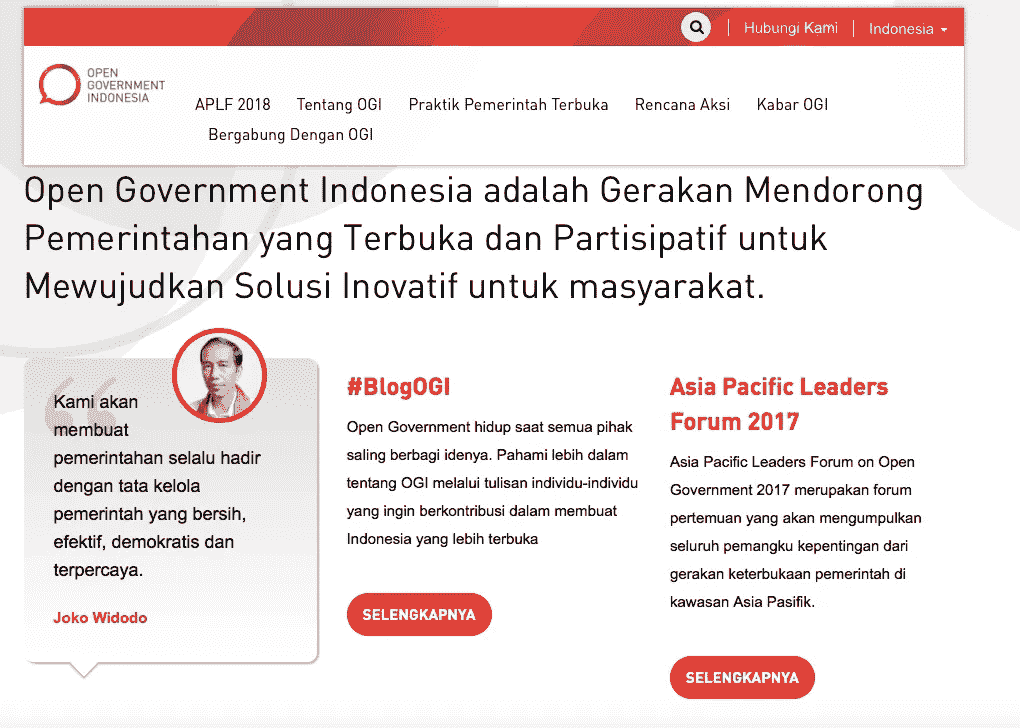 Hubungi Kami
Indonesia
OPEN
GOVERNMENT
INDONESIA
APLF 2018 Tentang OGI Praktik Pemerintah Terbuka Rencana Aksi Kabar OGI
Bergabung Dengan OGI
Open Government Indonesia adalah Gerakan Mendorong
Pemerintahan yang Terbuka dan Partisipatif untuk
Mewujudkan Solusi Inovatif untuk masyarakat.
Kami akan
membuat
pemerintahan selalu hadir
dengan tata kelola
pemerintah yang bersih,
efektif, demokratis dan
terpercaya.
Joko Widodo
#BlogOGI
Open Government hidup saat semua pihak
saling berbagi idenya. Pahami lebih dalam
tentang OGI melalui tulisan individu-individu
yang ingin berkontribusi dalam membuat
Indonesia yang lebih terbuka
SELENGKAPNYA
Asia Pacific Leaders
Forum 2017
Asia Pacific Leaders Forum on Open
Government 2017 merupakan forum
pertemuan yang akan mengumpulkan
seluruh pemangku kepentingan dari
gerakan keterbukaan pemerintah di
kawasan Asia Pasifik.
SELENGKAPNYA